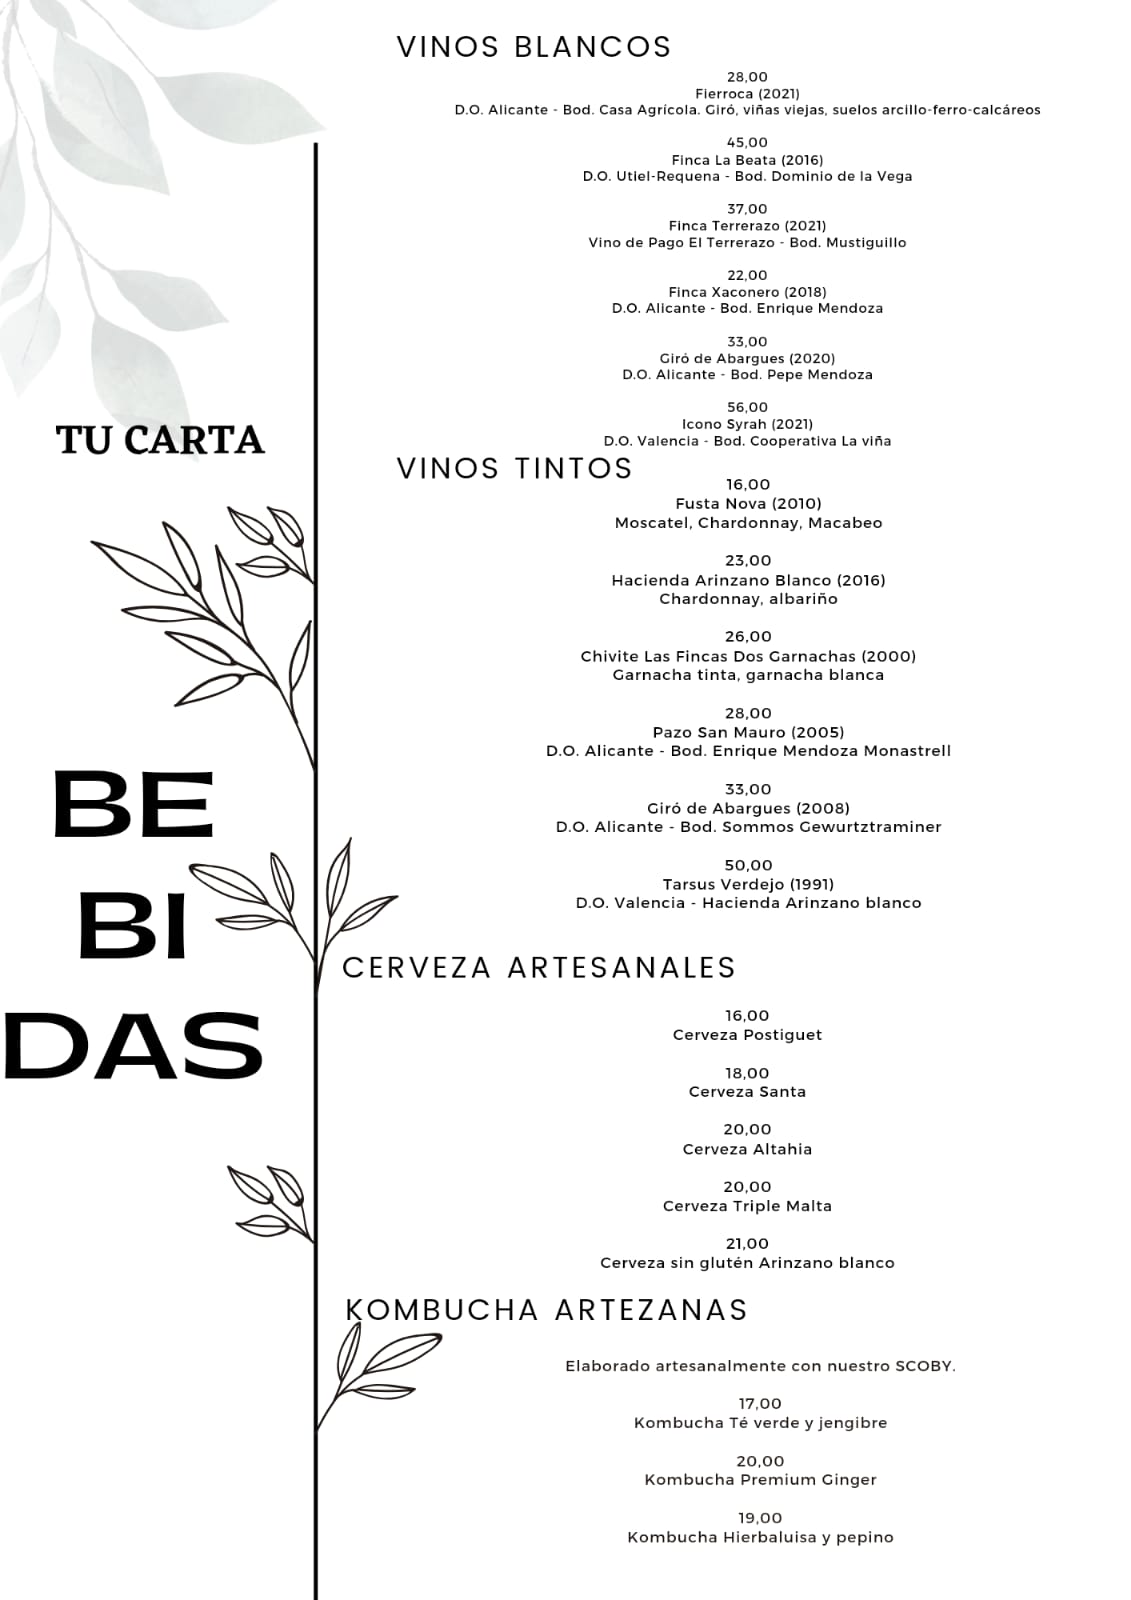 TU CARTA
BE
BI
DAS
VINOS BLANCOS
28,00
Fierroca (2021)
D.O. Alicante - Bod. Casa Agrícola. Giró, viñas viejas, suelos arcillo-ferro-calcáreos
45,00
Finca La Beata (2016)
D.O. Utiel-Requena - Bod. Dominio de la Vega
37,00
Finca Terrerazo (2021)
Vino de Pago El Terrerazo - Bod. Mustiguillo
22,00
Finca Xaconero (2018)
D.O. Alicante - Bod. Enrique Mendoza
33,00
Giró de Abargues (2020)
D.O. Alicante - Bod. Pepe Mendoza
56,00
Icono Syrah (2021)
D.O. Valencia - Bod. Cooperativa La viña
VINOS TINTOS
16,00
Fusta Nova (2010)
Moscatel, Chardonnay, Macabeo
23,00
Hacienda Arinzano Blanco (2016)
Chardonnay, albariño
26,00
Chivite Las Fincas Dos Garnachas (2000)
Garnacha tinta, garnacha blanca
28,00
Pazo San Mauro (2005)
D.O. Alicante - Bod. Enrique Mendoza Monastrell
33,00
Giró de Abargues (2008)
D.O. Alicante - Bod. Sommos Gewurtztraminer
50,00
Tarsus Verdejo (1991)
D.O. Valencia - Hacienda Arinzano blanco
CERVEZA ARTESANALES
16,00
Cerveza Postiguet
18,00
Cerveza Santa
20,00
Cerveza Altahia
20,00
Cerveza Triple Malta
21,00
Cerveza sin glutén Arinzano blanco
KOMBUCHA ARTEZANAS
Elaborado artesanalmente con nuestro SCOBY.
17,00
Kombucha Té verde y jengibre
20,00
Kombucha Premium Ginger
19,00
Kombucha Hierbaluisa y pepino